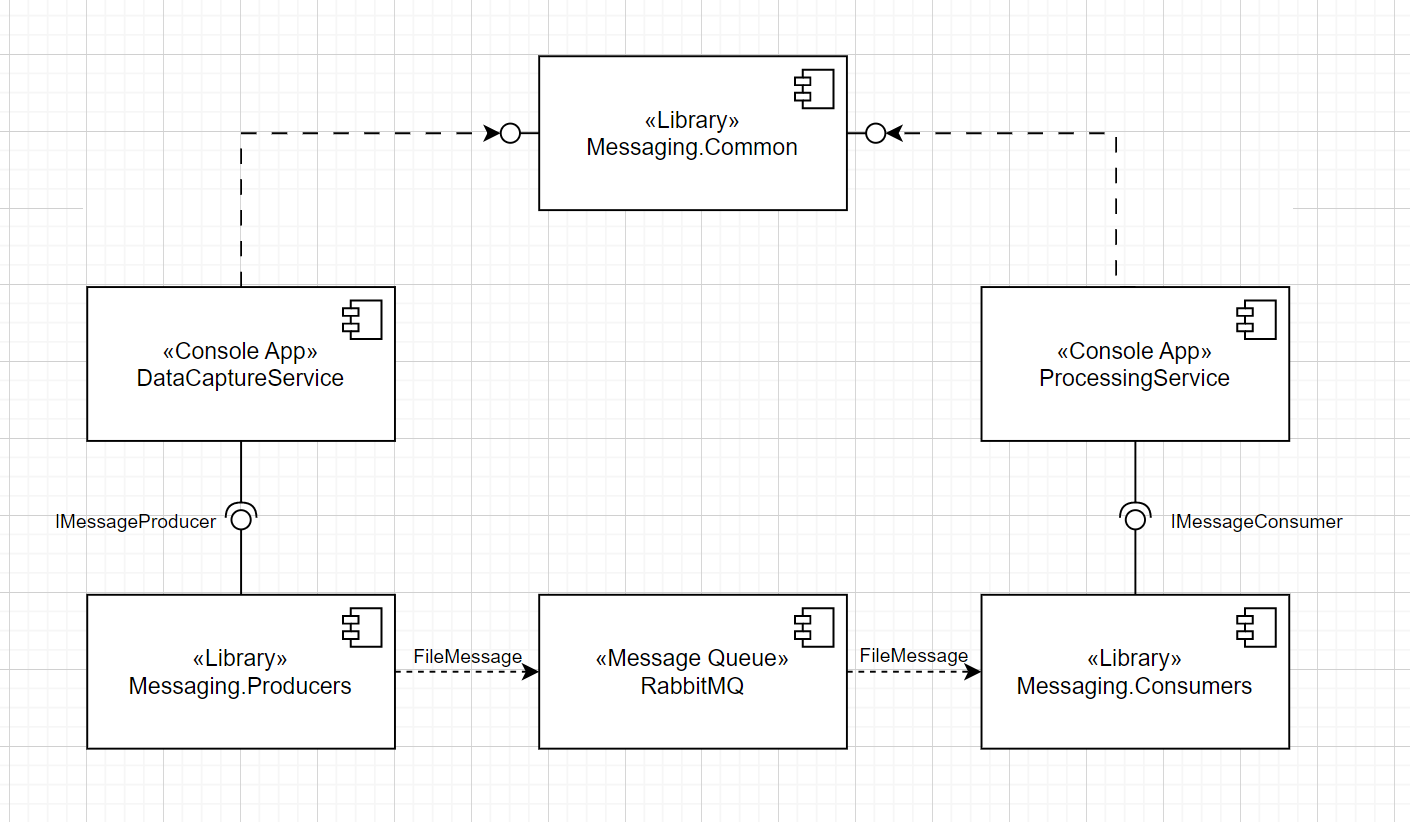 «Library»
Messaging.Common
«Console App»
DataCaptureService
«Console App»
ProcessingService
IMessageProducer
IMessageConsumer
«Library»
Messaging.Producers
FileMessage
«Message Queue»
RabbitMQ
FileMessage
«Library»
Messaging.Consumers